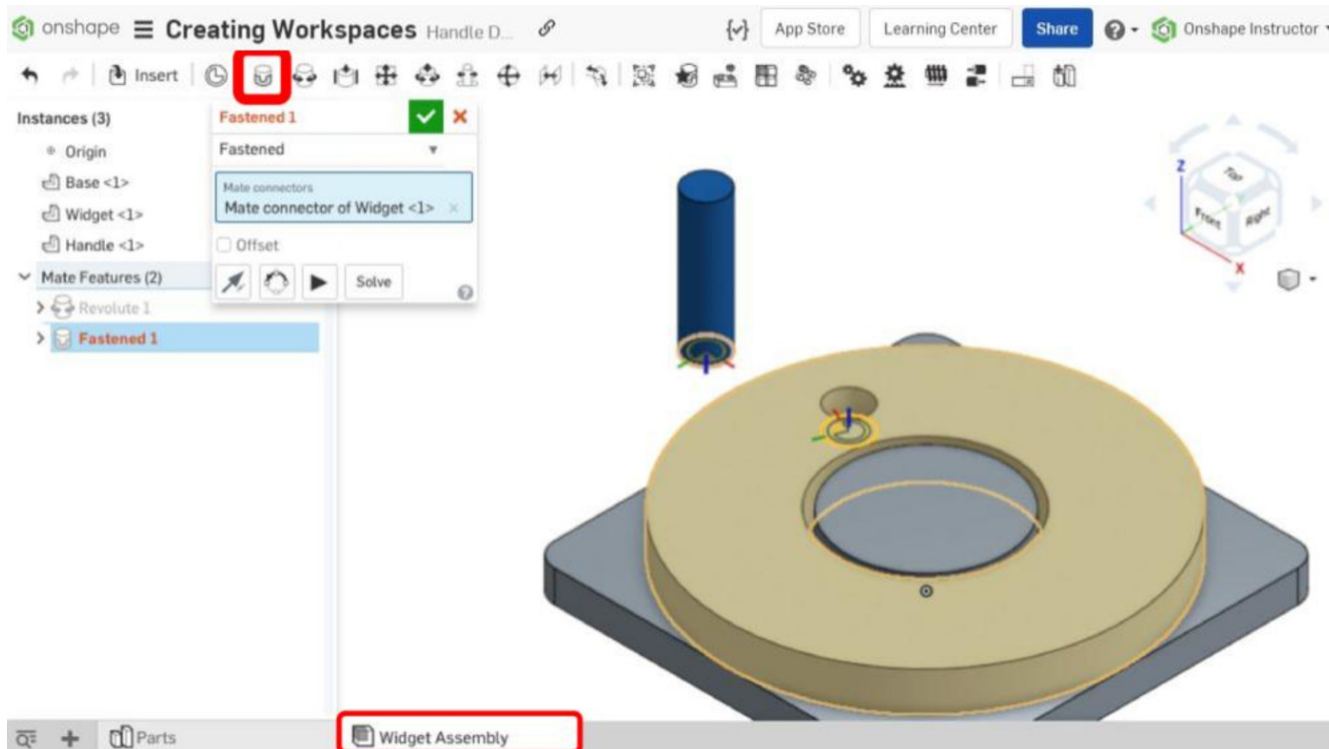 onshape Creating Workspaces Handle D... App Store Learning Center Share Onshape Instructor
Insert
Instances (3)
Origin
Base <1>
Widget <1>
Handle <1>
Mate Features (2)
Revolute 1
Fastened 1
Fastened 1
Fastened
Mate connectors
Mate connector of Widget <1>
Offset
Solve
Z
Top
Front
Right
X
Parts
Widget Assembly